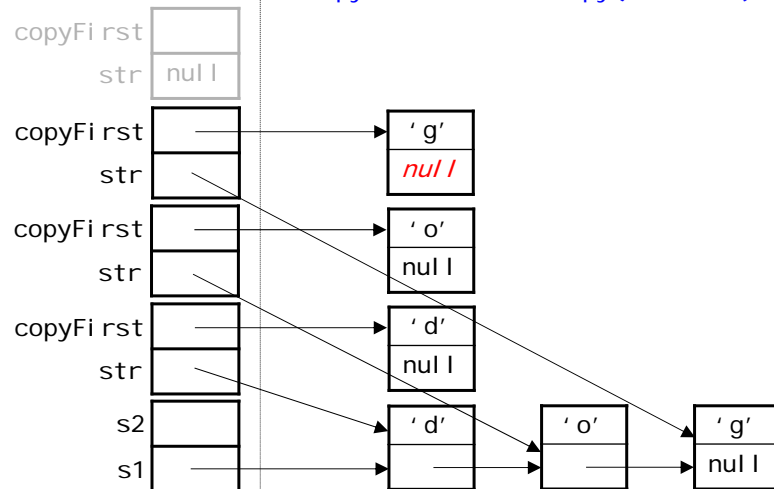 copyFirst
str null
copyFirst 'g'
str null
copyFirst 'o'
str null
copyFirst 'd'
str null
s2 'd' 'o' 'g'
s1 null